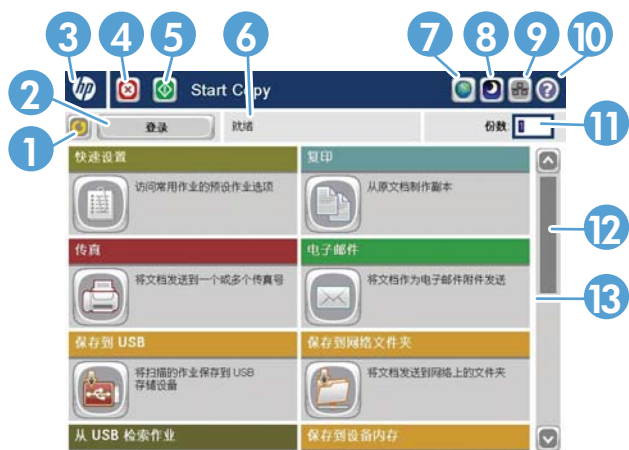 3 4 5 6 7 8 9 10
hp Start Copy ?
2 登录 就绪 份数: 1 11
1
快速设置 复印
访问常用作业的预设作业选项 从原文档制作副本
12
传真 电子邮件
将文档发送到一个或多个传真号 将文档作为电子邮件附件发送
13
保存到 USB 保存到网络文件夹
将扫描的作业保存到 USB 将文档发送到网络上的文件夹
存储设备
从 USB 检索作业 保存到设备内存